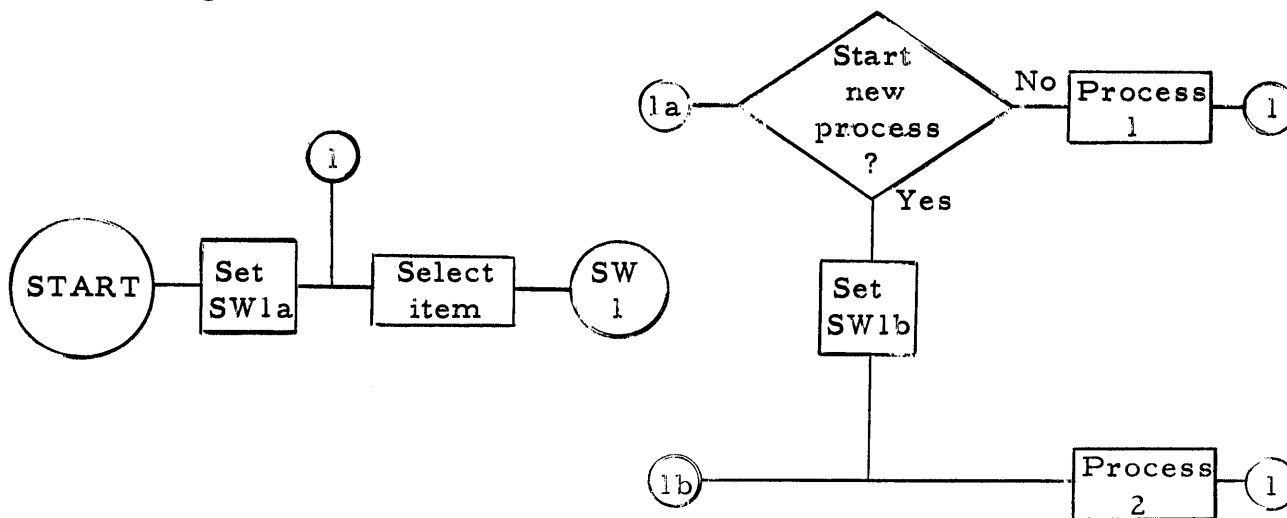 START
Set
SW1a
1
Select
item
SW
1
1a
Start
new
process
?
No
Process
1
1
Yes
Set
SW1b
1b
Process
2
1